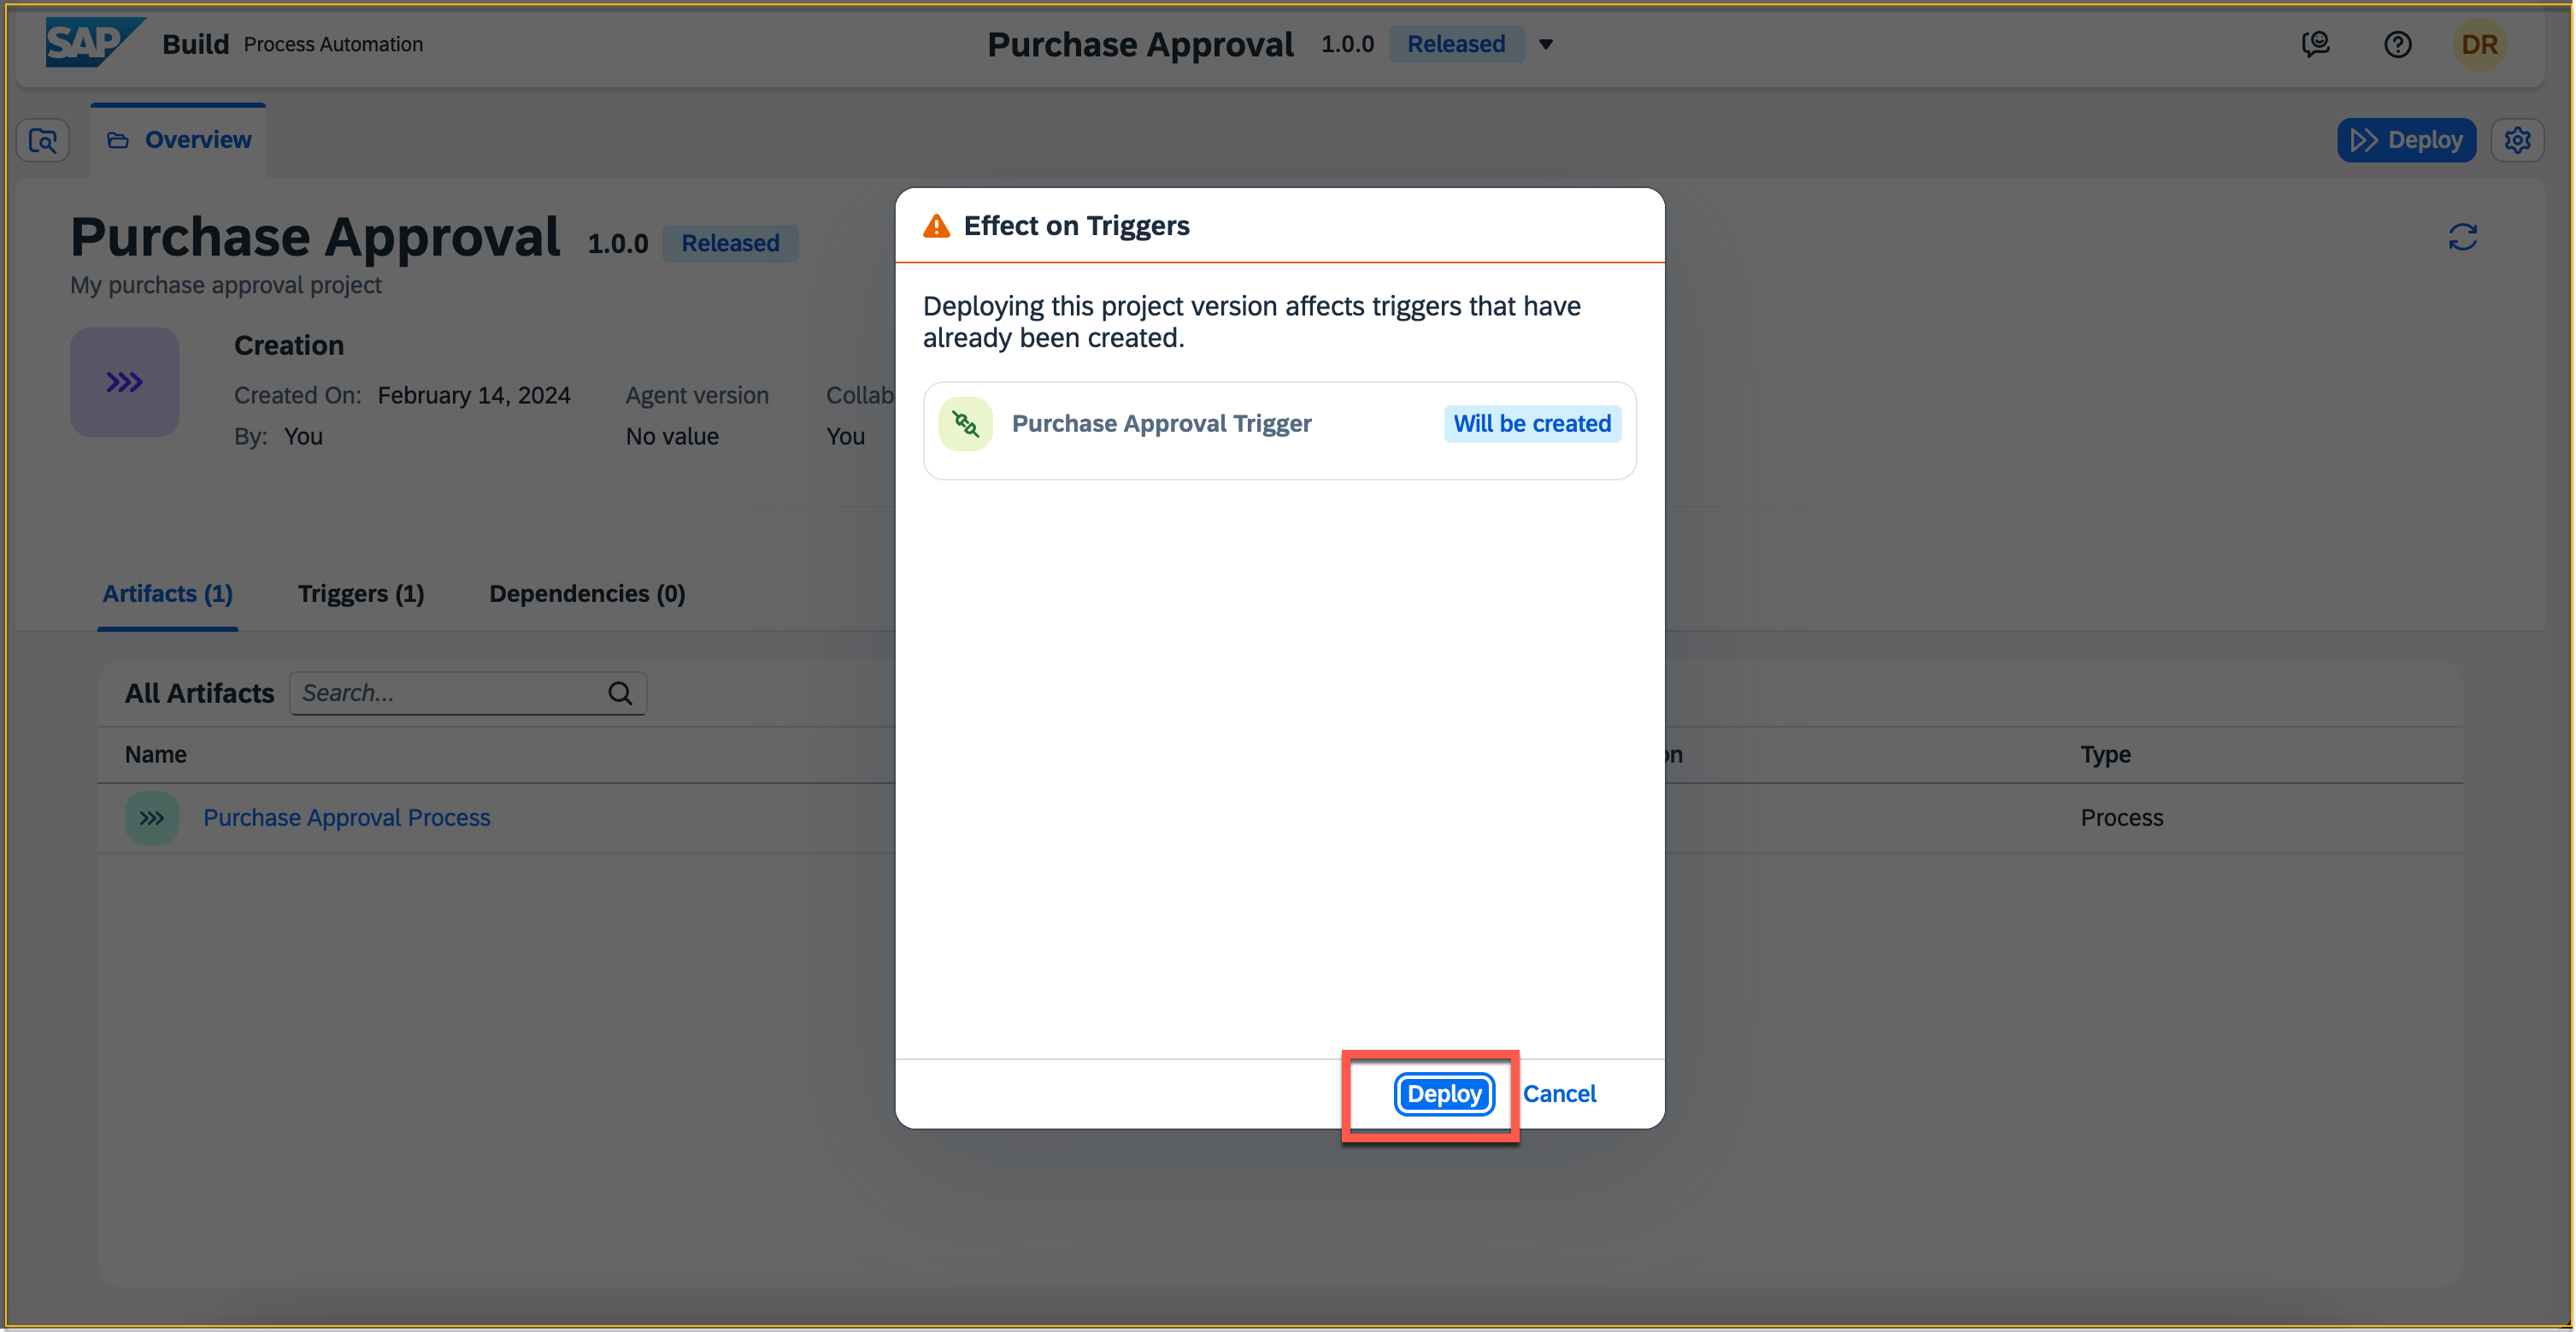 SAP Build Process Automation
Purchase Approval 1.0.0 Released
DR
Overview
Deploy
Purchase Approval 1.0.0 Released
My purchase approval project
Creation
Created On: February 14, 2024
By: You
Agent version
No value
Collab
You
Artifacts (1) Triggers (1) Dependencies (0)
All Artifacts Search...
Name on Type
Purchase Approval Process Process
Effect on Triggers
Deploying this project version affects triggers that have
already been created.
Purchase Approval Trigger Will be created
Deploy Cancel